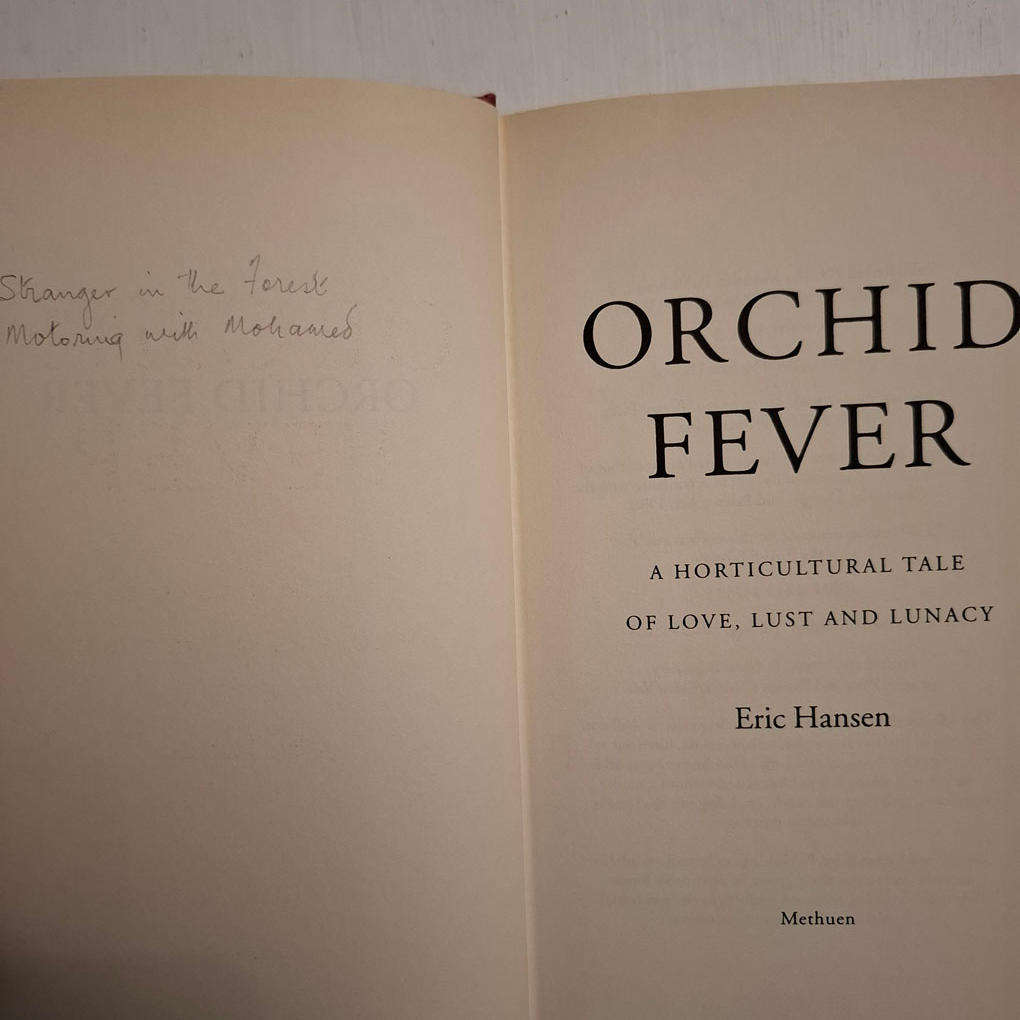 Stranger in the Forest
Motoring with Mohamed
ORCHID
FEVER
A HORTICULTURAL TALE
OF LOVE, LUST AND LUNACY
Eric Hansen
Methuen